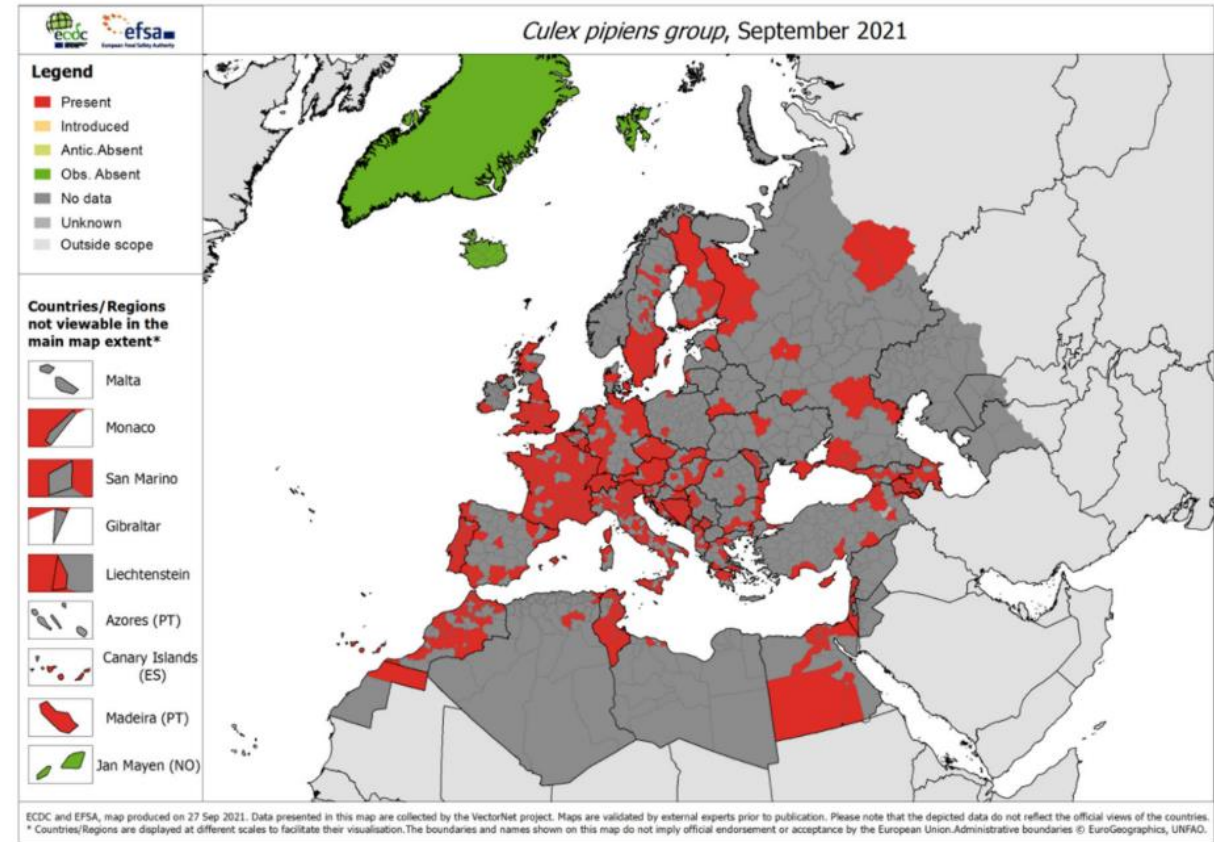 ecdc
efsa
European Food Safety Authority
Culex pipiens group, September 2021
Legend
Present
Introduced
Antic.Absent
Obs. Absent
No data
Unknown
Outside scope
Countries/Regions
not viewable in the
main map extent*
Malta
Monaco
San Marino
Gibraltar
Liechtenstein
Azores (PT)
Canary Islands
(ES)
Madeira (PT)
Jan Mayen (NO)
ECDC and EFSA, map produced on 27 Sep 2021. Data presented in this map are collected by the VectorNet project. Maps are validated by external experts prior to publication. Please note that the depicted data do not reflect the official views of the countries.
* Countries/Regions are displayed at different scales to facilitate their visualisation.The boundaries and names shown on this map do not imply official endorsement or acceptance by the European Union.Administrative boundaries © EuroGeographics, UNFAO.